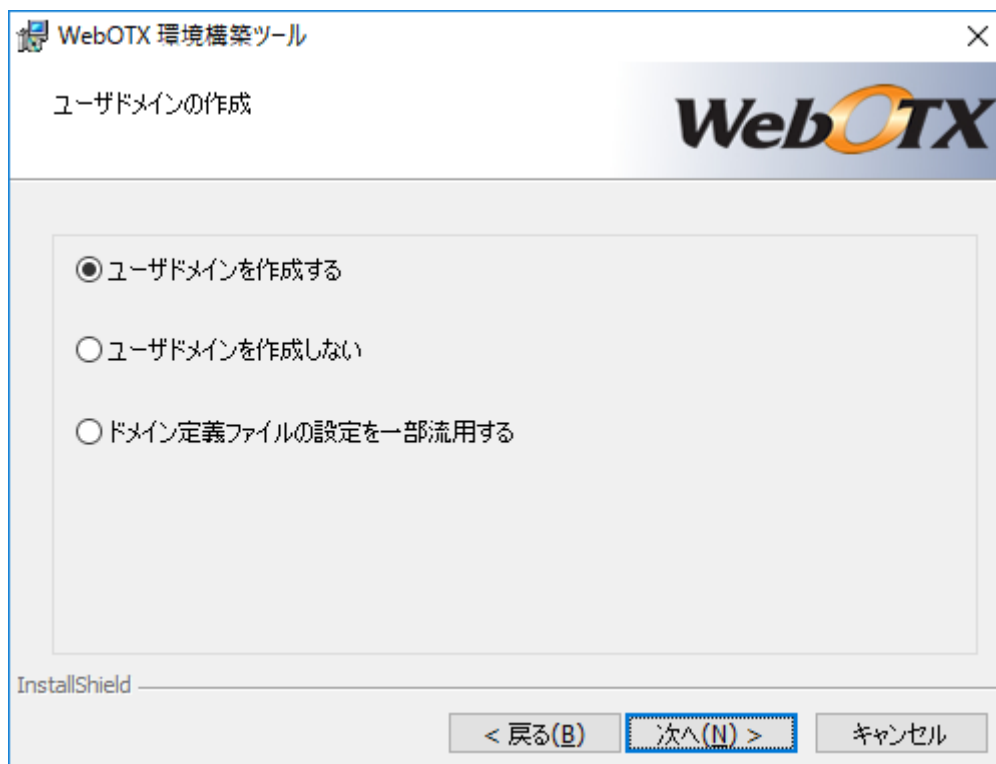 WebOTX 環境構築ツール
ユーザドメインの作成
WebOTX
ユーザドメインを作成する
ユーザドメインを作成しない
ドメイン定義ファイルの設定を一部流用する
InstallShield
< 戻る(B)
次へ(N) >
キャンセル